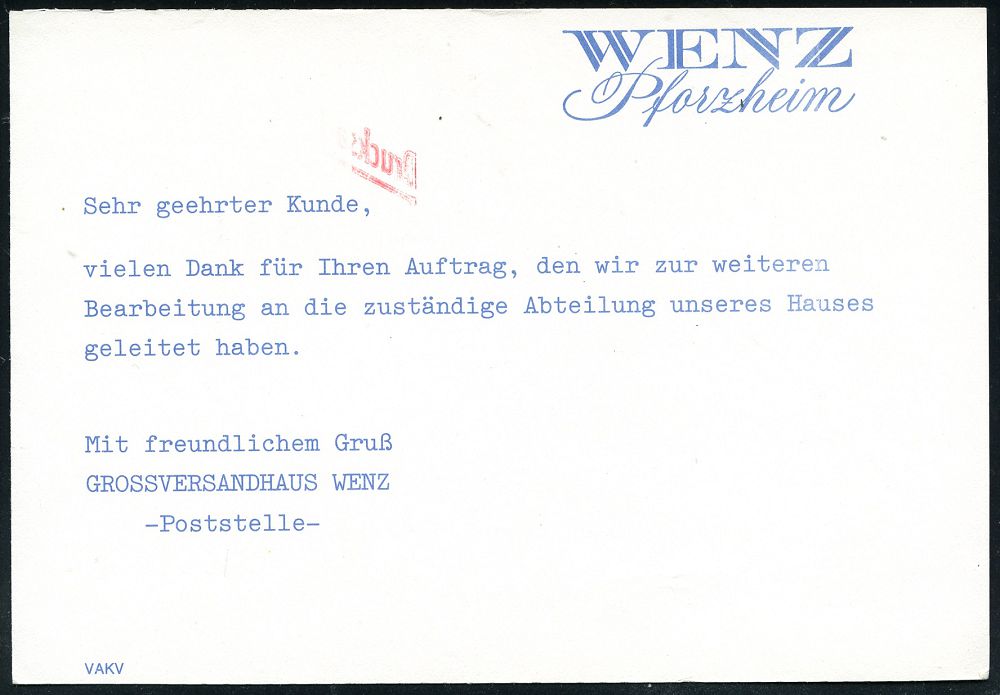 WENZ
Pforzheim
Druck
Sehr geehrter Kunde,
vielen Dank für Ihren Auftrag, den wir zur weiteren
Bearbeitung an die zuständige Abteilung unseres Hauses
geleitet haben.
Mit freundlichem Gruß
GROSSVERSANDHAUS WENZ
—Poststelle—
VAKV